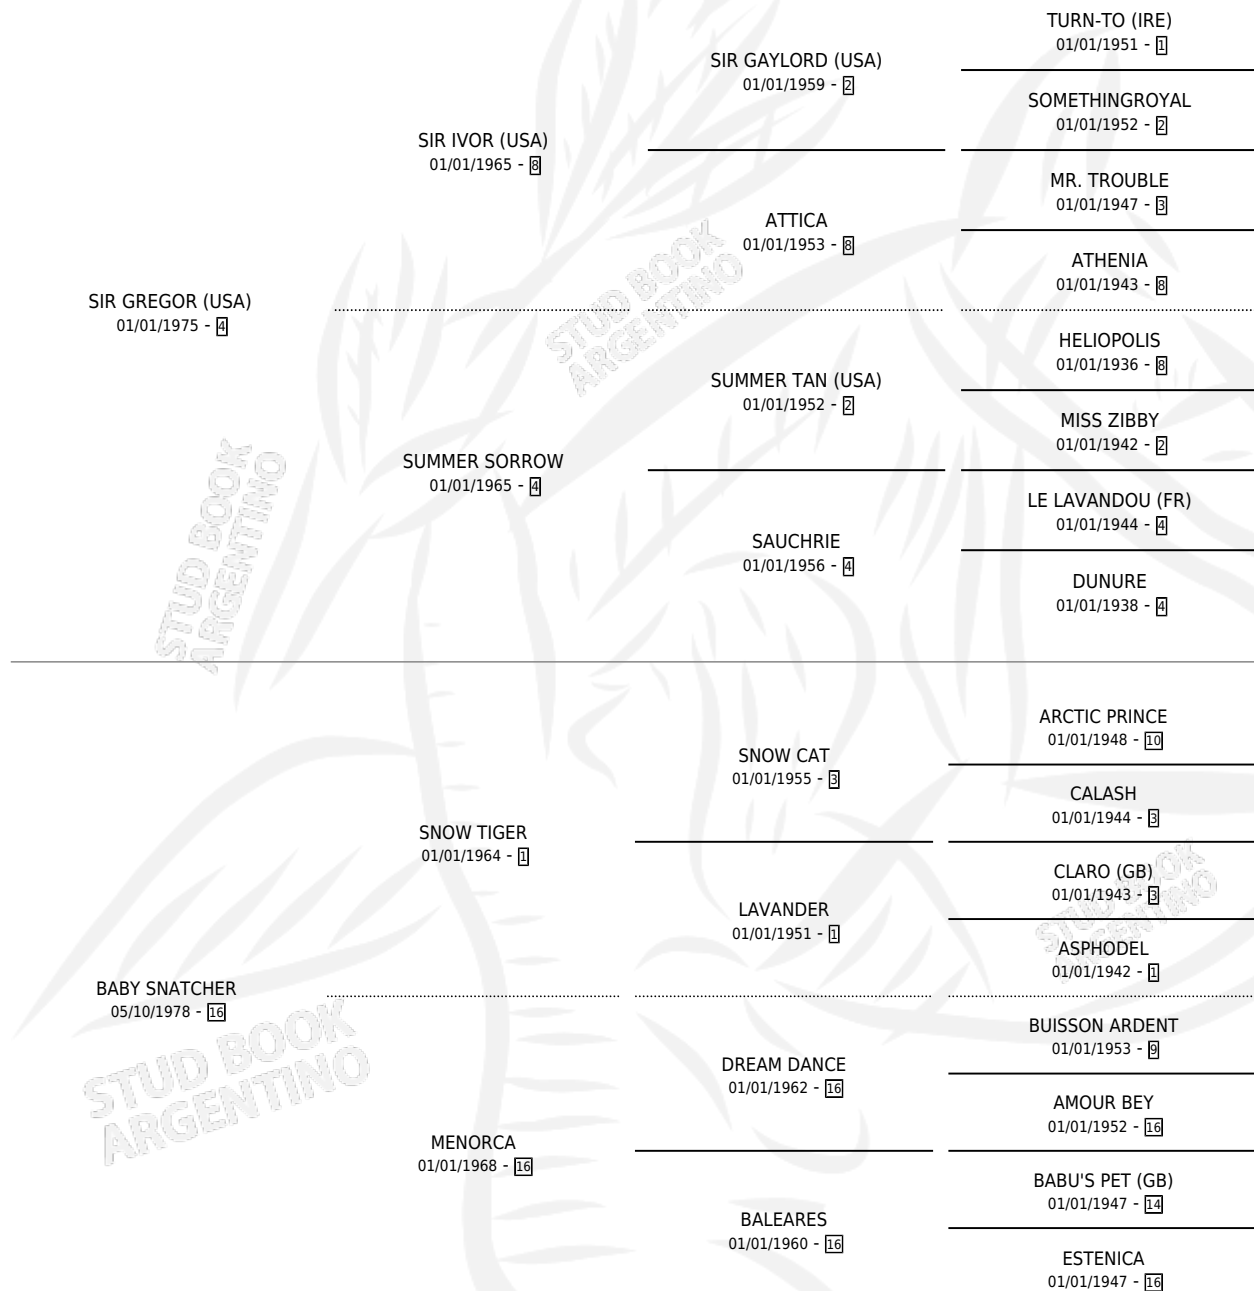 TURN-TO (IRE)
01/01/1951 - 1
SIR GAYLORD (USA)
01/01/1959 - 2
SOMETHINGROYAL
01/01/1952 - 2
SIR IVOR (USA)
01/01/1965 - 8
MR. TROUBLE
01/01/1947 - 3
ATTICA
01/01/1953 - 8
ATHENIA
01/01/1943 - 8
SIR GREGOR (USA)
01/01/1975 - 4
HELIOPOLIS
01/01/1936 - 8
SUMMER TAN (USA)
01/01/1952 - 2
MISS ZIBBY
01/01/1942 - 2
SUMMER SORROW
01/01/1965 - 4
LE LAVANDOU (FR)
01/01/1944 - 4
SAUCHRIE
01/01/1956 - 4
DUNURE
01/01/1938 - 4
ARCTIC PRINCE
01/01/1948 - 10
SNOW CAT
01/01/1955 - 3
CALASH
01/01/1944 - 3
SNOW TIGER
01/01/1964 - 1
CLARO (GB)
01/01/1943 - 3
LAVANDER
01/01/1951 - 1
ASPHODEL
01/01/1942 - 1
BABY SNATCHER
05/10/1978 - 16
BUISSON ARDENT
01/01/1953 - 9
DREAM DANCE
01/01/1962 - 16
AMOUR BEY
01/01/1952 - 16
MENORCA
01/01/1968 - 16
BABU'S PET (GB)
01/01/1947 - 14
BALEARES
01/01/1960 - 16
ESTENICA
01/01/1947 - 16
STUD BOOK
ARGENTINO
STUD BOOK
ARGENTINO
STUD BOOK
ARGENTINO
STUD BOOK
ARGENTINO